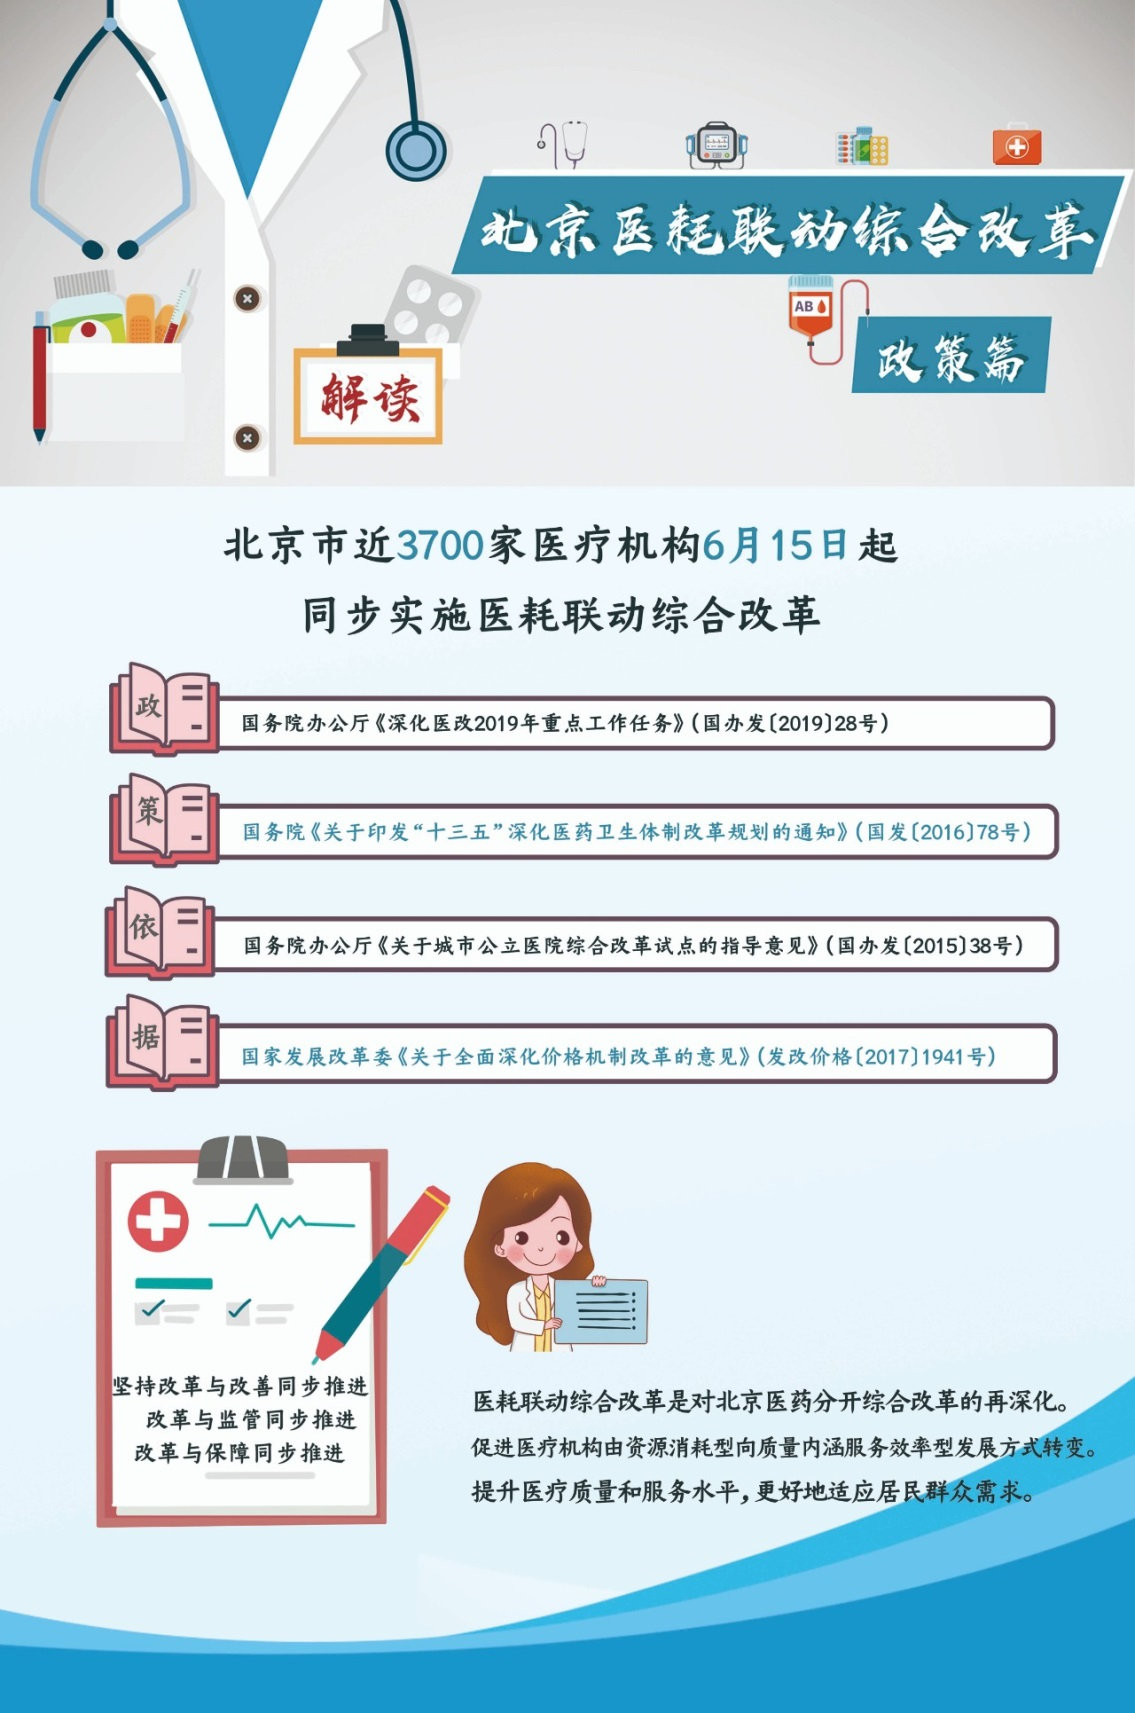 北京医耗联动综合改革
AB
政策篇
解读
北京市近3700家医疗机构6月15日起
同步实施医耗联动综合改革
政
国务院办公厅《深化医改2019年重点工作任务》（国办发〔2019〕28号）
策
国务院《关于印发“十三五”深化医药卫生体制改革规划的通知》（国发〔2016〕78号）
依
国务院办公厅《关于城市公立医院综合改革试点的指导意见》（国办发〔2015〕38号）
据
国家发展改革委《关于全面深化价格机制改革的意见》(发改价格〔2017〕1941号)
坚持改革与改善同步推进
改革与监管同步推进
改革与保障同步推进
医耗联动综合改革是对北京医药分开综合改革的再深化。
促进医疗机构由资源消耗型向质量内涵服务效率型发展方式转变。
提升医疗质量和服务水平，更好地适应居民群众需求。